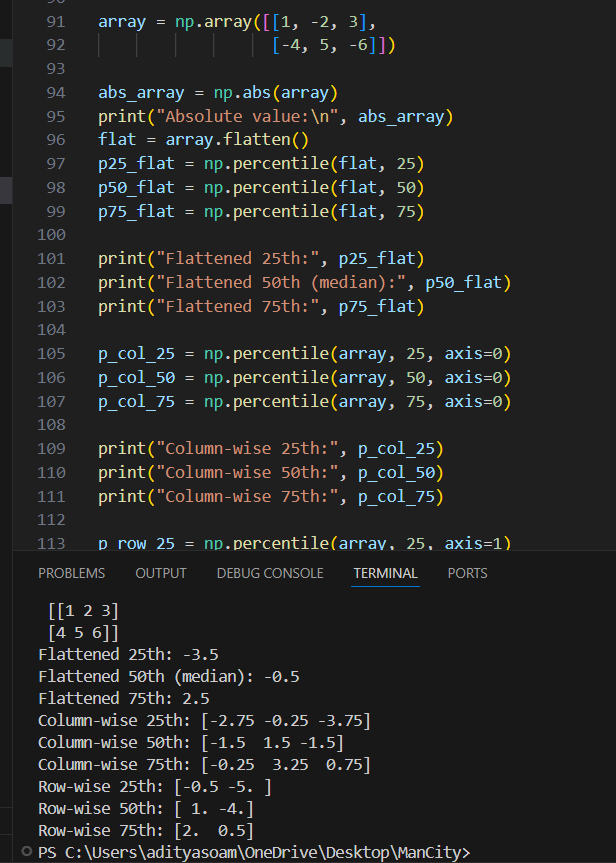 91 array = np.array([[1, -2, 3],
92 [-4, 5, -6]])
93
94 abs_array = np.abs(array)
95 print("Absolute value:\n", abs_array)
96 flat = array.flatten()
97 p25_flat = np.percentile(flat, 25)
98 p50_flat = np.percentile(flat, 50)
99 p75_flat = np.percentile(flat, 75)
100
101 print("Flattened 25th:", p25_flat)
102 print("Flattened 50th (median):", p50_flat)
103 print("Flattened 75th:", p75_flat)
104
105 p_col_25 = np.percentile(array, 25, axis=0)
106 p_col_50 = np.percentile(array, 50, axis=0)
107 p_col_75 = np.percentile(array, 75, axis=0)
108
109 print("Column-wise 25th:", p_col_25)
110 print("Column-wise 50th:", p_col_50)
111 print("Column-wise 75th:", p_col_75)
112
113 p_row_25 = np.percentile(array, 25, axis=1)
PROBLEMS OUTPUT DEBUG CONSOLE TERMINAL PORTS
[[1 2 3]
[4 5 6]]
Flattened 25th: -3.5
Flattened 50th (median): -0.5
Flattened 75th: 2.5
Column-wise 25th: [-2.75 -0.25 -3.75]
Column-wise 50th: [-1.5  1.5 -1.5]
Column-wise 75th: [-0.25  3.25  0.75]
Row-wise 25th: [-0.5 -5. ]
Row-wise 50th: [ 1. -4.]
Row-wise 75th: [2.  0.5]
PS C:\Users\adityasoam\OneDrive\Desktop\ManCity>